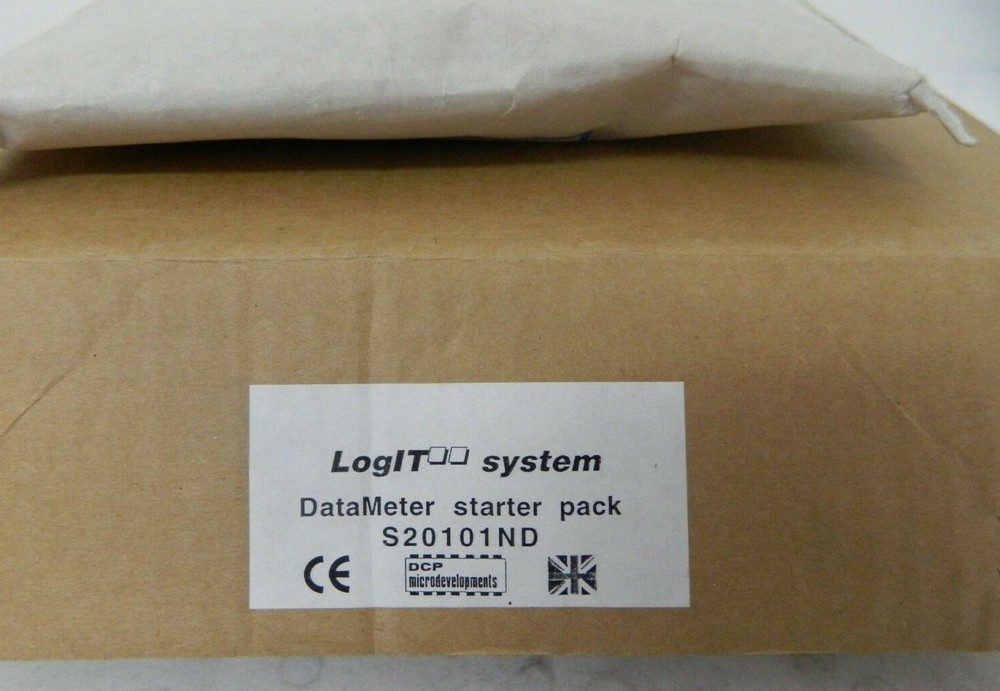 LogIT❏❏ system
DataMeter starter pack
S20101ND
CE
DCP
microdevelopments